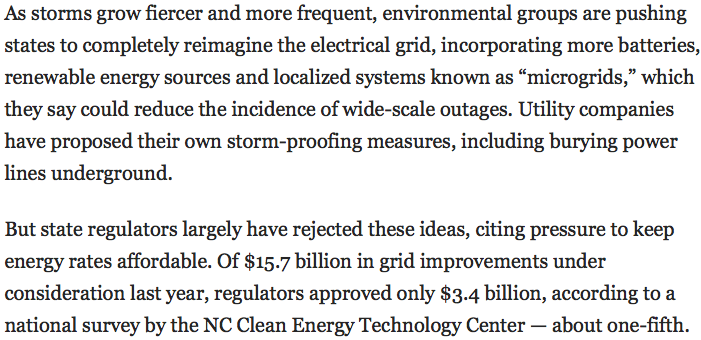 As storms grow fiercer and more frequent, environmental groups are pushing
states to completely reimagine the electrical grid, incorporating more batteries,
renewable energy sources and localized systems known as “microgrids,” which
they say could reduce the incidence of wide-scale outages. Utility companies
have proposed their own storm-proofing measures, including burying power
lines underground.
But state regulators largely have rejected these ideas, citing pressure to keep
energy rates affordable. Of $15.7 billion in grid improvements under
consideration last year, regulators approved only $3.4 billion, according to a
national survey by the NC Clean Energy Technology Center — about one-fifth.